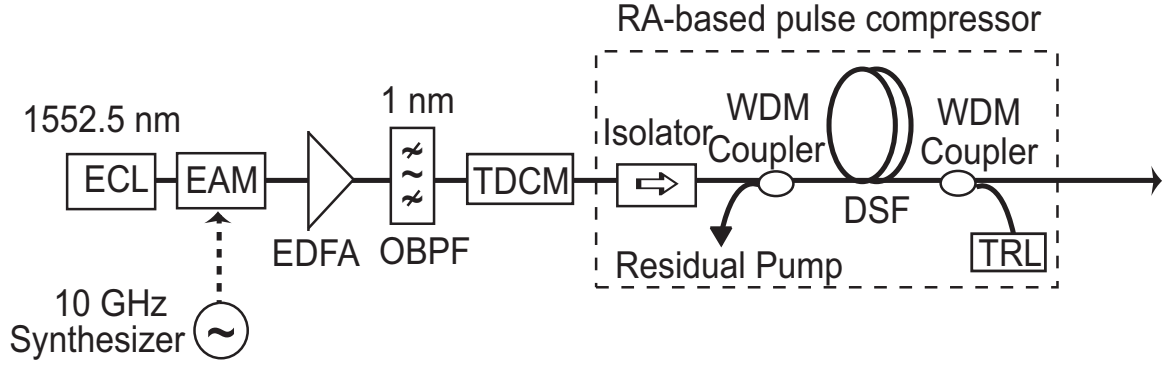 RA-based pulse compressor
1552.5 nm
1 nm
Isolator
WDM
Coupler
WDM
Coupler
ECL
EAM
TDCM
EDFA
OBPF
DSF
Residual Pump
TRL
10 GHz
Synthesizer